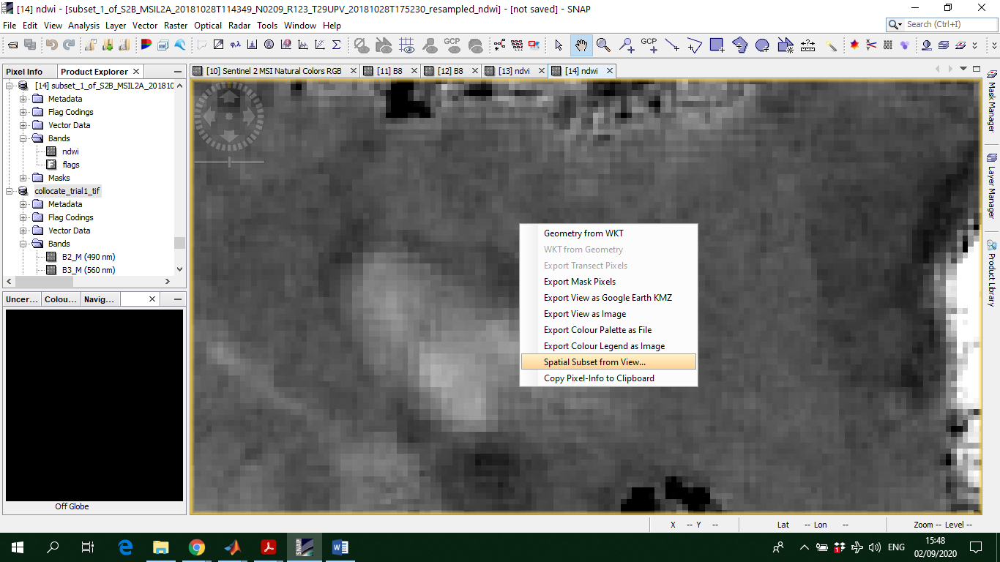 [14] ndwi - [subset_1_of_S2B_MSIL2A_20181028T114349_N0209_R123_T29UPV_20181028T175230_resampled_ndwi] - [not saved] - SNAP
File Edit View Analysis Layer Vector Raster Optical Radar Tools Window Help
Search (Ctrl+I)
GCP GCP
Pixel Info Product Explorer
[10] Sentinel 2 MSI Natural Colors RGB [11] B8 [12] B8 [13] ndvi [14] ndwi
[14] subset_1_of_S2B_MSIL2A_20181
Metadata
Flag Codings
Vector Data
Bands
ndwi
flags
Masks
collocate_trial1_tif
Metadata
Flag Codings
Vector Data
Bands
B2_M (490 nm)
B3_M (560 nm)
Uncer... Colou... Navig...
Off Globe
Geometry from WKT
WKT from Geometry
Export Transect Pixels
Export Mask Pixels
Export View as Google Earth KMZ
Export View as Image
Export Colour Palette as File
Export Colour Legend as Image
Spatial Subset from View...
Copy Pixel-Info to Clipboard
Mask Manager
Layer Manager
Product Library
X -- Y -- Lat -- Lon -- Zoom -- Level --
SNAP
ENG
15:48
02/09/2020